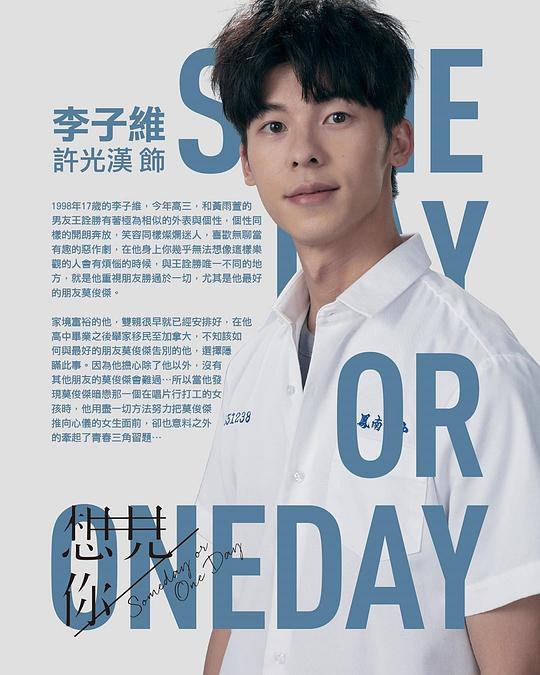 SOME
DAY
OR
ONEDAY
李子維
許光漢 飾
1998年17歲的李子維，今年高三，和黃雨萱的
男友王詮勝有著極為相似的外表與個性，個性同
樣的開朗奔放，笑容同樣燦爛迷人，喜歡無聊當
有趣的惡作劇，在他身上你幾乎無法想像這樣樂
觀的人會有煩惱的時候，與王詮勝唯一不同的地
方，就是他重視朋友勝過於一切，尤其是他最好
的朋友莫俊傑。
家境富裕的他，雙親很早就已經安排好，在他
高中畢業之後舉家移民至加拿大，不知該如
何與最好的朋友莫俊傑告別的他，選擇隱
瞞此事。因為他擔心除了他以外，沒有
其他朋友的莫俊傑會難過…所以當他發
現莫俊傑暗戀那一個在唱片行打工的女
孩時，他用盡一切方法努力把莫俊傑
推向心儀的女生面前，卻也意料之外
的牽起了青春三角習題…
51238
鳳南
想見
你
Someday or
One Day